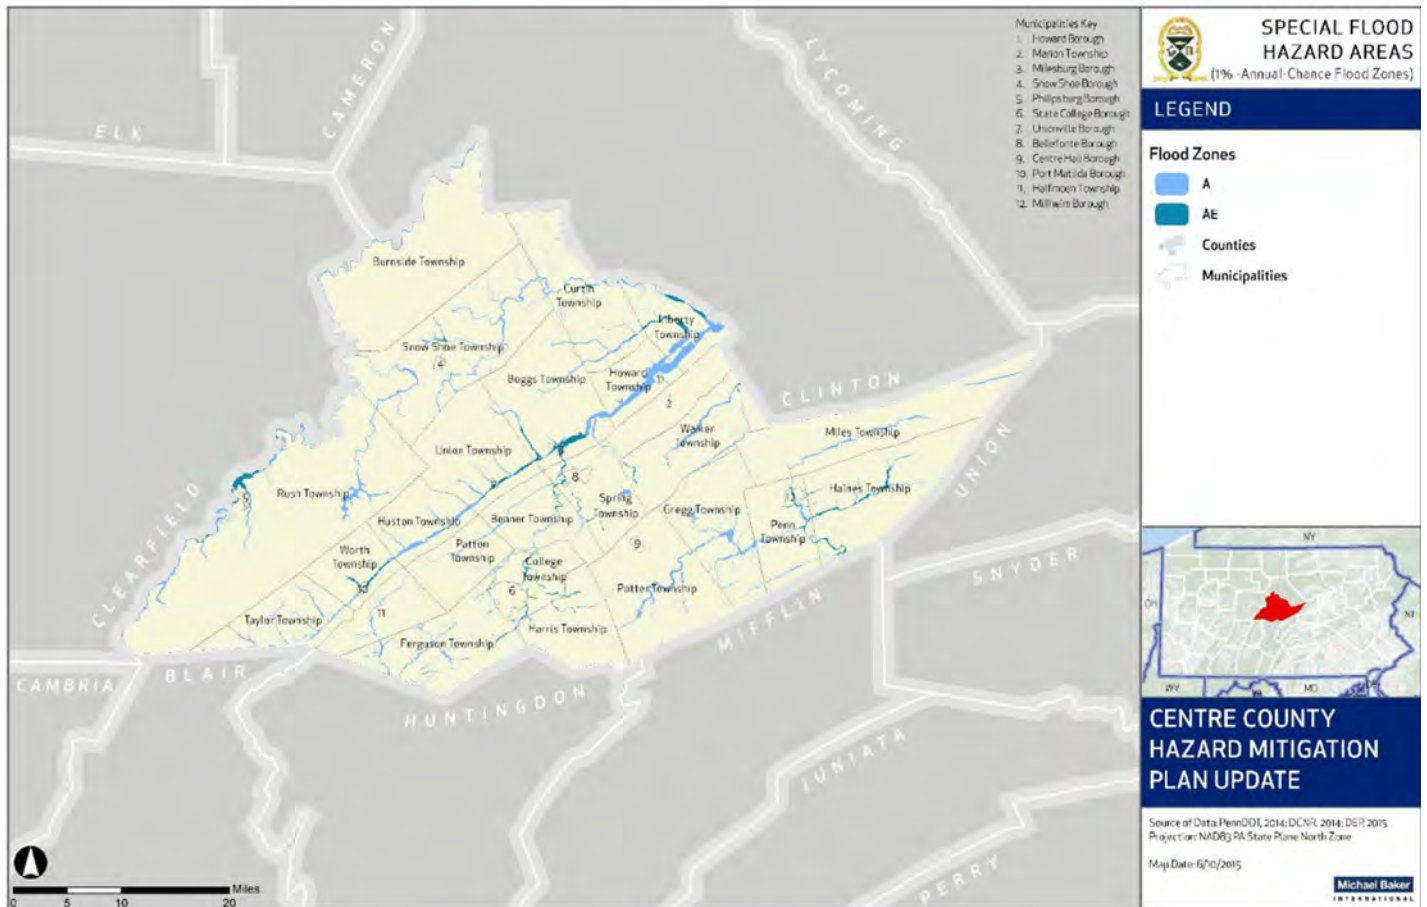 Municipalities Key
1. Howard Borough
2. Marion Township
3. Milesburg Borough
4. Snow Shoe Borough
5. Philipsburg Borough
6. State College Borough
7. Unionville Borough
8. Bellefonte Borough
9. Centre Hall Borough
10. Port Matilda Borough
11. Halfmoon Township
12. Millheim Borough
ELK
CAMERON
LYCOMING
CLINTON
UNION
SNYDER
MIFFLIN
JUNIATA
PERRY
HUNTINGDON
BLAIR
CAMBRIA
CLEARFIELD
Burnside Township
Curtin
Township
Liberty
Township
Snow Shoe Township
4
Boggs Township
Howard
Township
2
Walker
Township
Miles Township
Union Township
8
Rush Township
5
Spring
Township
Haines Township
Gregg Township
Huston Township
Benner Township
Penn
Township
Patton
Township
9
Worth
Township
College
Township
6
Potter Township
10
11
Taylor Township
Harris Township
Ferguson Township
0 5 10 20
Miles
SPECIAL FLOOD
HAZARD AREAS
(1% -Annual-Chance Flood Zones)
LEGEND
Flood Zones
A
AE
Counties
Municipalities
NY
OH
NJ
WV
MD
CENTRE COUNTY
HAZARD MITIGATION
PLAN UPDATE
Source of Data: PennDOT, 2014; DCNR, 2014; DEP, 2015
Projection: NAD83 PA State Plane North Zone
Map Date: 6/10/2015
Michael Baker
INTERNATIONAL